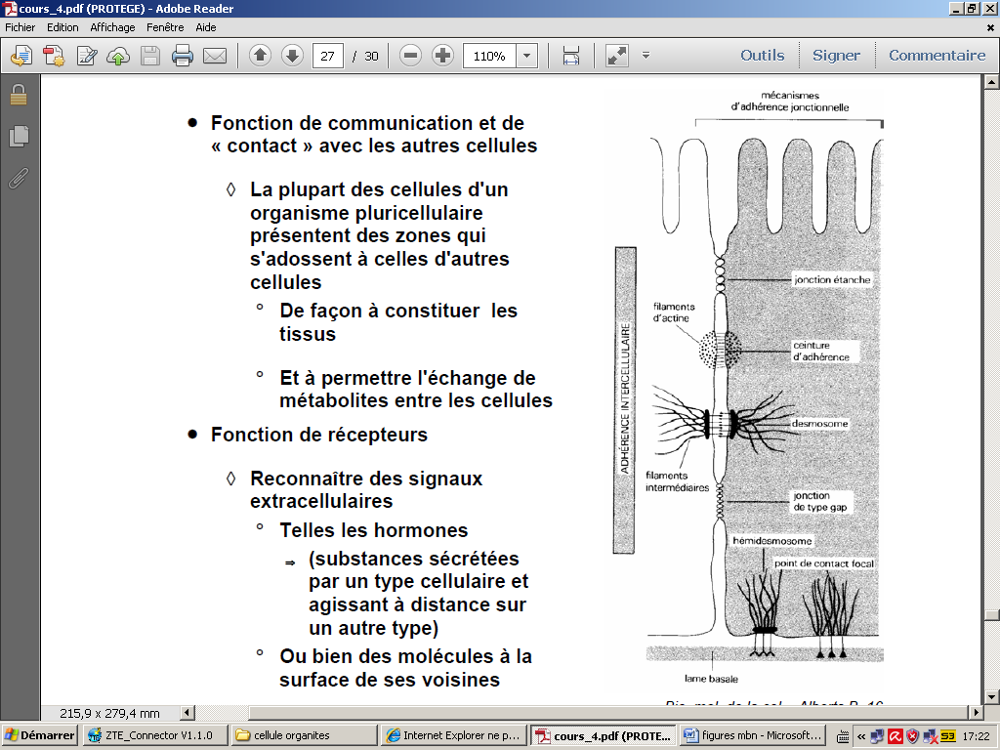 cours_4.pdf (PROTEGE) - Adobe Reader
Fichier Edition Affichage Fenêtre Aide
27 / 30 110% Outils Signer Commentaire
• Fonction de communication et de
« contact » avec les autres cellules
◊ La plupart des cellules d'un
organisme pluricellulaire
présentent des zones qui
s'adossent à celles d'autres
cellules
° De façon à constituer les
tissus
° Et à permettre l'échange de
métabolites entre les cellules
• Fonction de récepteurs
◊ Reconnaître des signaux
extracellulaires
° Telles les hormones
⇒ (substances sécrétées
par un type cellulaire et
agissant à distance sur
un autre type)
° Ou bien des molécules à la
surface de ses voisines
mécanismes
d'adhérence jonctionnelle
ADHÉRENCE INTERCELLULAIRE
jonction étanche
filaments
d'actine
ceinture
d'adhérence
desmosome
filaments
intermédiaires
jonction
de type gap
hémidesmosome
point de contact focal
lame basale
215,9 x 279,4 mm
Démarrer ZTE_Connector V1.1.0 cellule organites Internet Explorer ne p... cours_4.pdf (PROTE... figures mbn - Microsoft... « S3 17:22